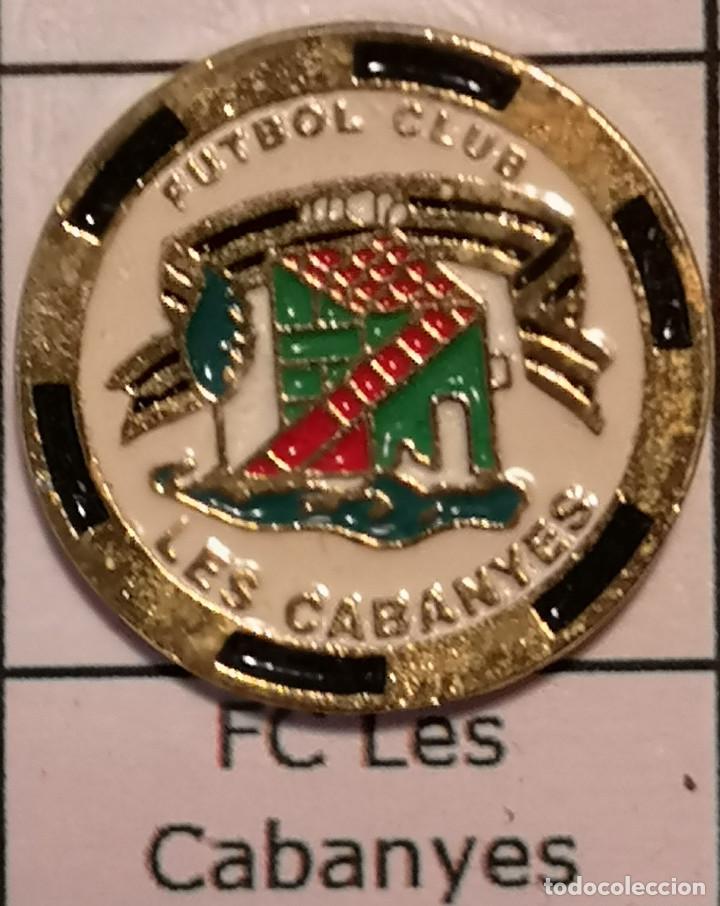 FUTBOL CLUB
LES CABANYES
FC Les
Cabanyes
todocoleccion